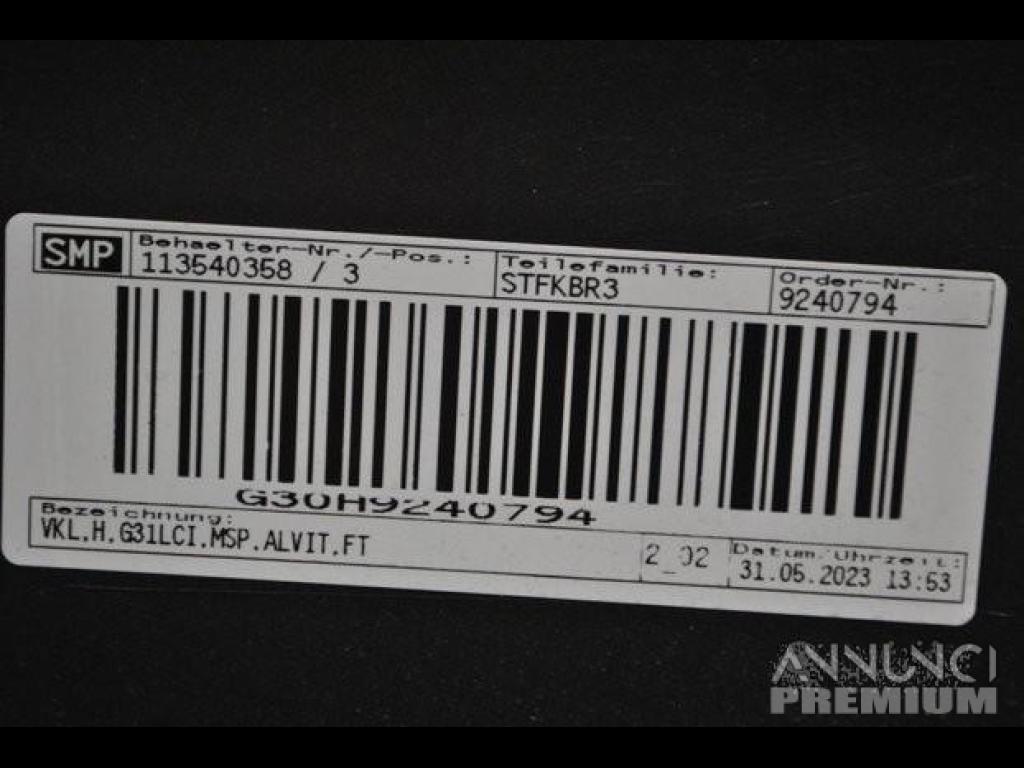 SMP
Behaelter-Nr./-Pos.:
113540358 / 3
Teilefamilie:
STFKBR3
Order-Nr.:
9240794
G30H9240794
Bezeichnung:
VKL.H.G31LCI.MSP.ALVIT.FT
2_02
Datum/Uhrzeit:
31.05.2023 13:53
ANNUNCI
PREMIUM